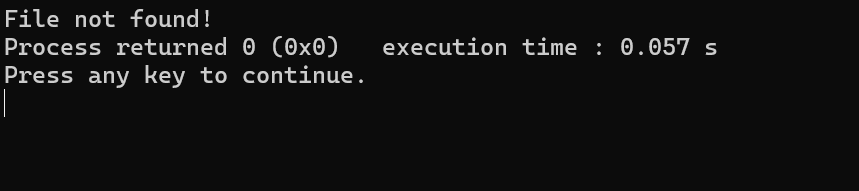 File not found!
Process returned 0 (0x0)   execution time : 0.057 s
Press any key to continue.